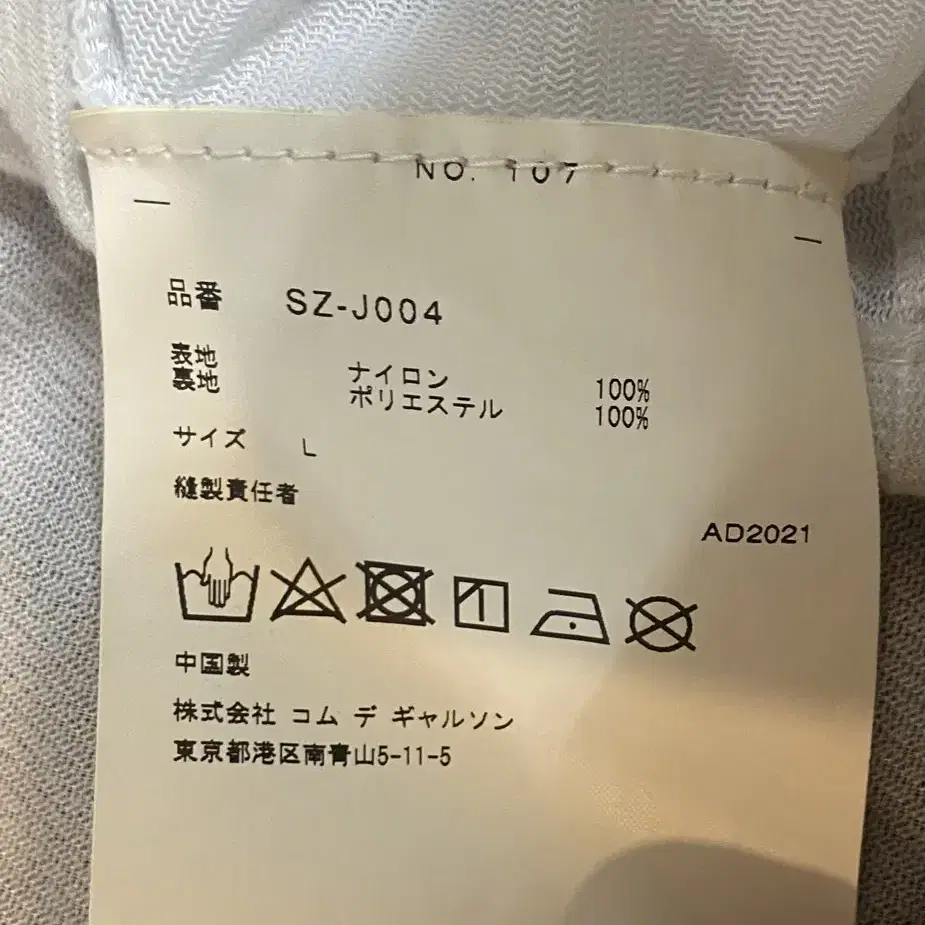 NO. 107
品番 SZ-J004
表地 ナイロン 100%
裏地 ポリエステル 100%
サイズ L
縫製責任者
AD2021
中国製
株式会社 コム デ ギャルソン
東京都港区南青山5-11-5